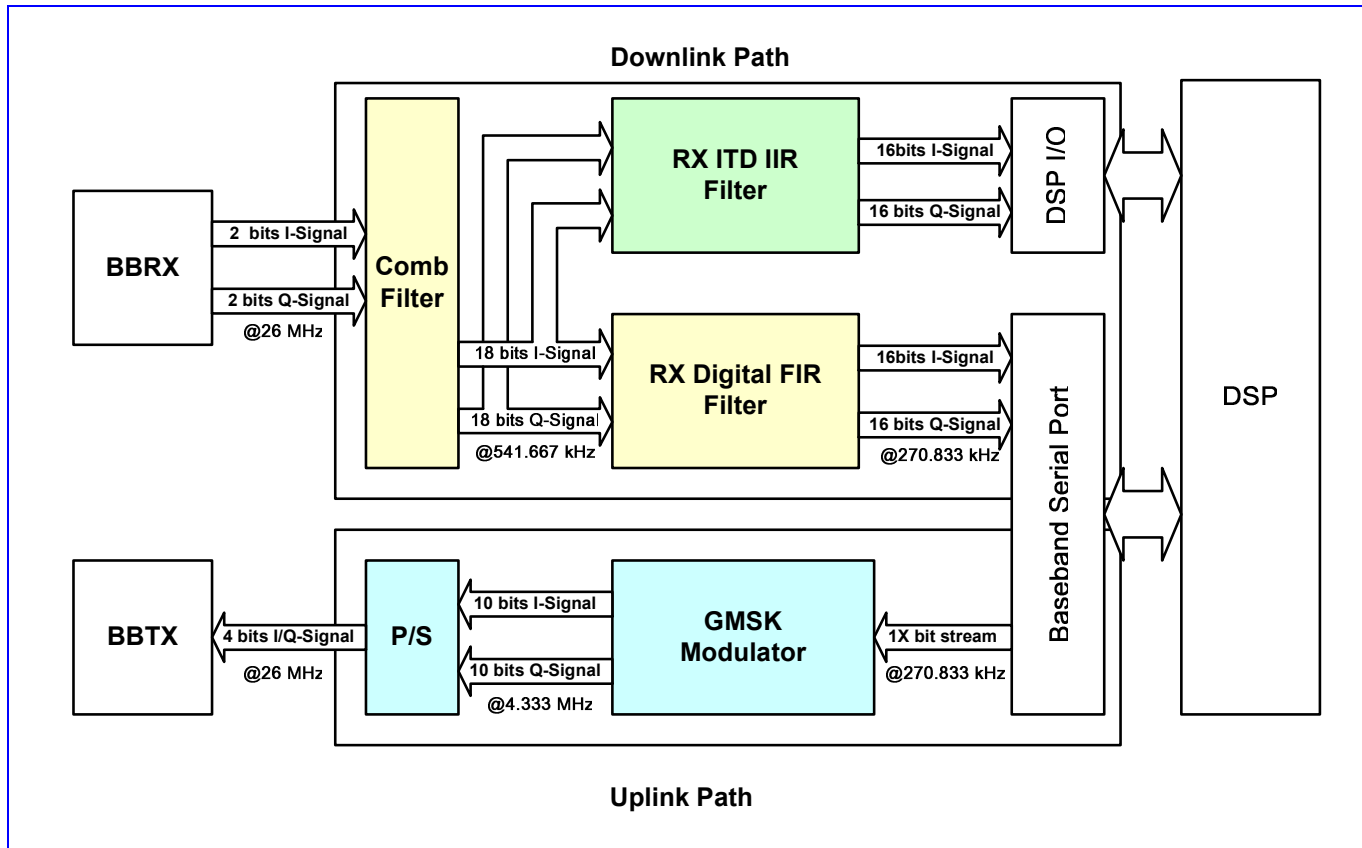 Downlink Path
BBRX
2 bits I-Signal
2 bits Q-Signal
@26 MHz
Comb
Filter
18 bits I-Signal
18 bits Q-Signal
@541.667 kHz
RX ITD IIR
Filter
16bits I-Signal
16 bits Q-Signal
DSP I/O
RX Digital FIR
Filter
16bits I-Signal
16 bits Q-Signal
@270.833 kHz
Baseband Serial Port
DSP
BBTX
4 bits I/Q-Signal
@26 MHz
P/S
10 bits I-Signal
10 bits Q-Signal
@4.333 MHz
GMSK
Modulator
1X bit stream
@270.833 kHz
Uplink Path